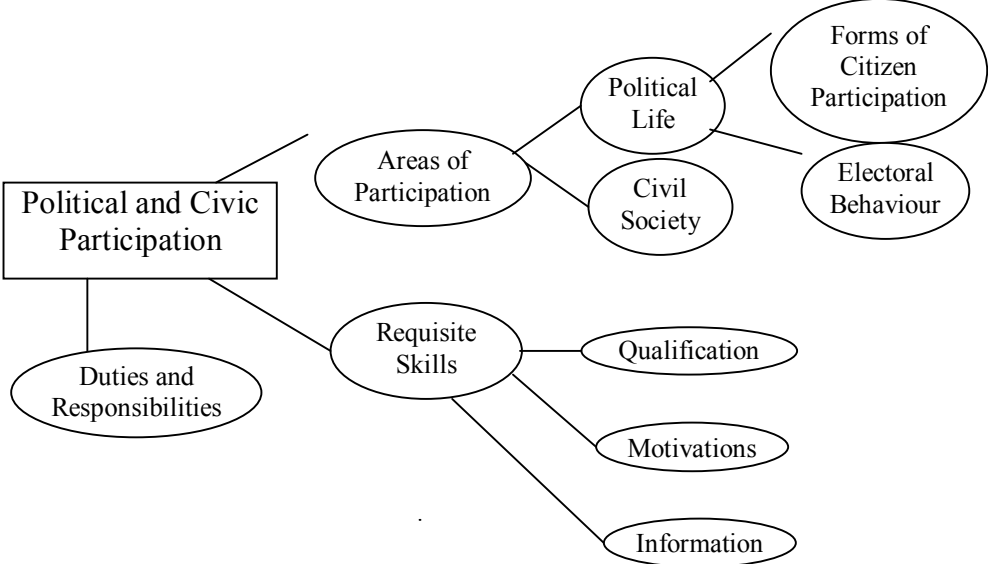 Forms of
Citizen
Participation
Political
Life
Areas of
Participation
Electoral
Behaviour
Civil
Society
Political and Civic
Participation
Requisite
Skills
Qualification
Duties and
Responsibilities
Motivations
Information